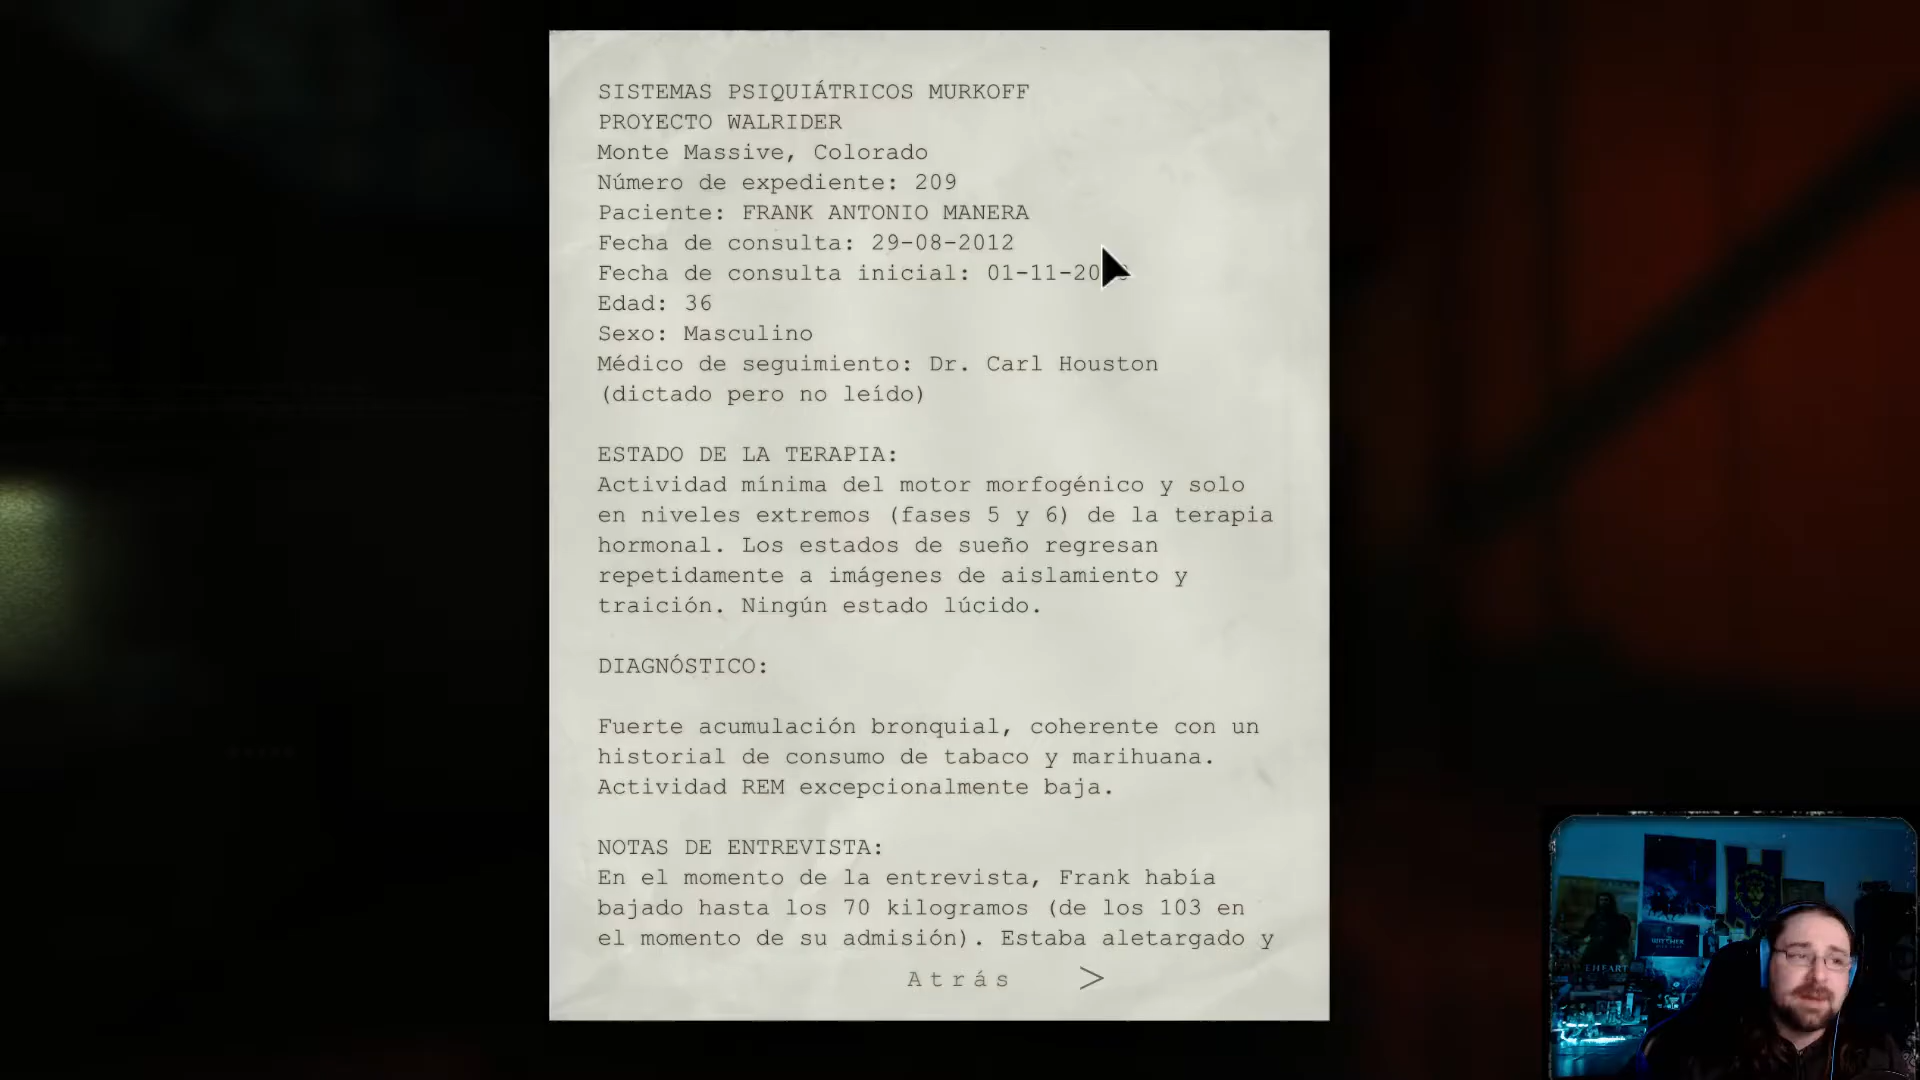 SISTEMAS PSIQUIÁTRICOS MURKOFF
PROYECTO WALRIDER
Monte Massive, Colorado
Número de expediente: 209
Paciente: FRANK ANTONIO MANERA
Fecha de consulta: 29-08-2012
Fecha de consulta inicial:
Edad: 36
Sexo: Masculino
Médico de seguimiento: Dr. Carl Houston
(dictado pero no leído)
ESTADO DE LA TERAPIA:
Actividad mínima del motor morfogénico y solo
en niveles extremos (fases 5 y 6) de la terapia
hormonal. Los estados de sueño regresan
repetidamente a imágenes de aislamiento y
traición. Ningún estado lúcido.
DIAGNÓSTICO:
Fuerte acumulación bronquial, coherente con un
historial de consumo de tabaco y marihuana.
Actividad REM excepcionalmente baja.
NOTAS DE ENTREVISTA:
En el momento de la entrevista, Frank había
bajado hasta los 70 kilogramos (de los 103 en
el momento de su admisión). Estaba aletargado y
Atrás >
WITCHER